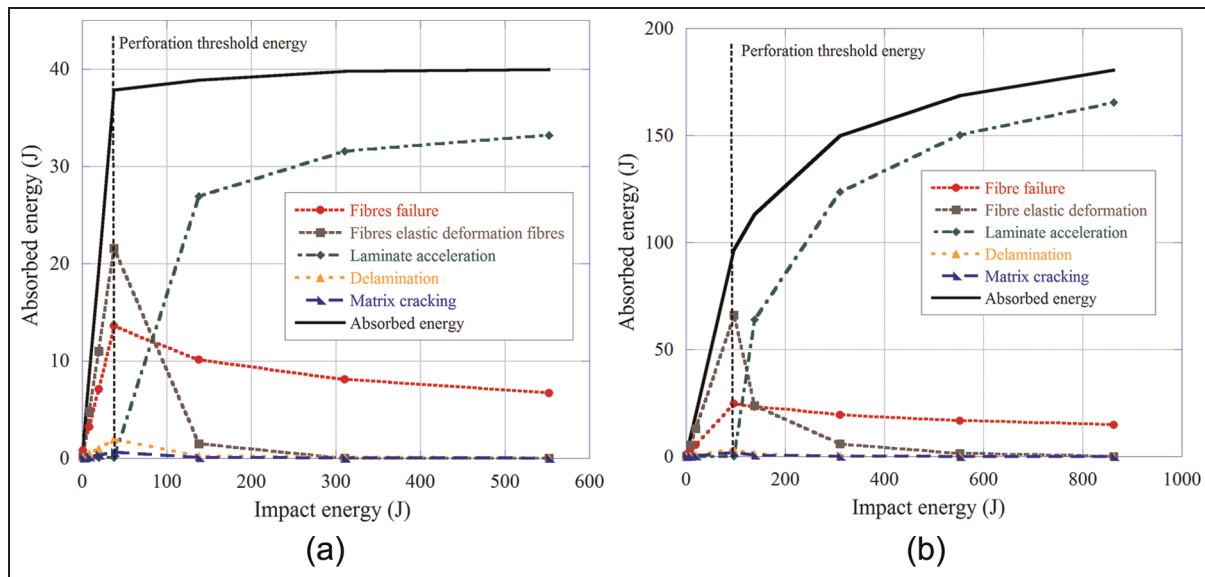 Perforation threshold energy
40
30
20
10
0
Absorbed energy (J)
Fibres failure
Fibres elastic deformation fibres
Laminate acceleration
Delamination
Matrix cracking
Absorbed energy
0 100 200 300 400 500 600
Impact energy (J)
(a)
Perforation threshold energy
200
150
100
50
0
Absorbed energy (J)
Fibre failure
Fibre elastic deformation
Laminate acceleration
Delamination
Matrix cracking
Absorbed energy
0 200 400 600 800 1000
Impact energy (J)
(b)